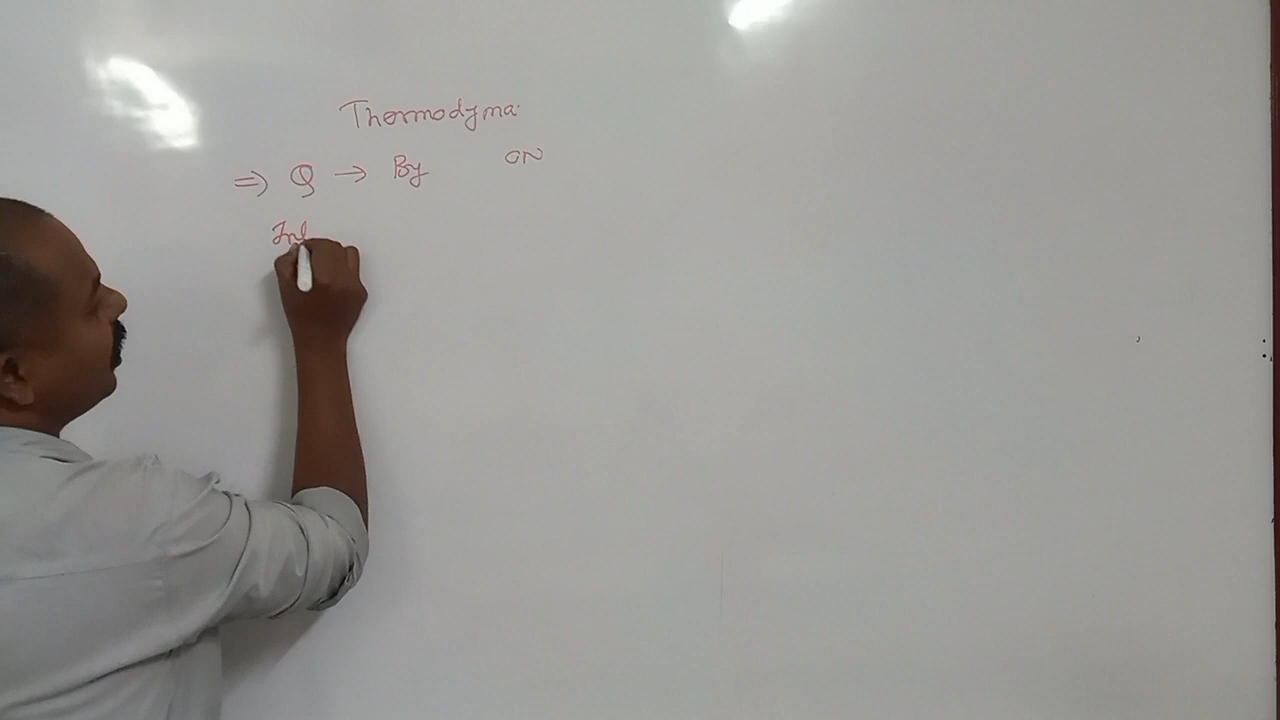 Thermodyma.
⇒ Q → By ON